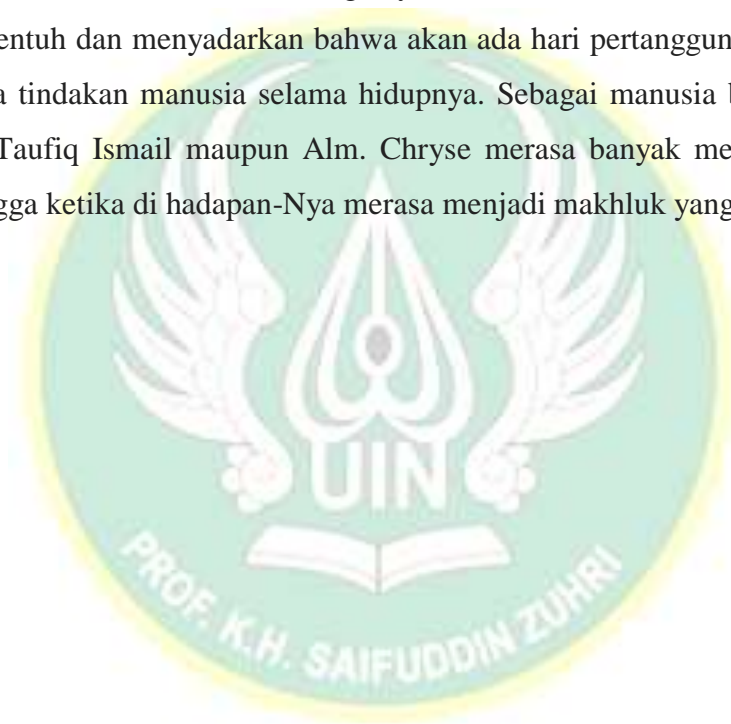 entuh dan menyadarkan bahwa akan ada hari pertanggun
tindakan manusia selama hidupnya. Sebagai manusia
Taufiq Ismail maupun Alm. Chryse merasa banyak me
gga ketika di hadapan-Nya merasa menjadi makhluk yang
UIN
PROF. K.H. SAIFUDDIN ZUHRI